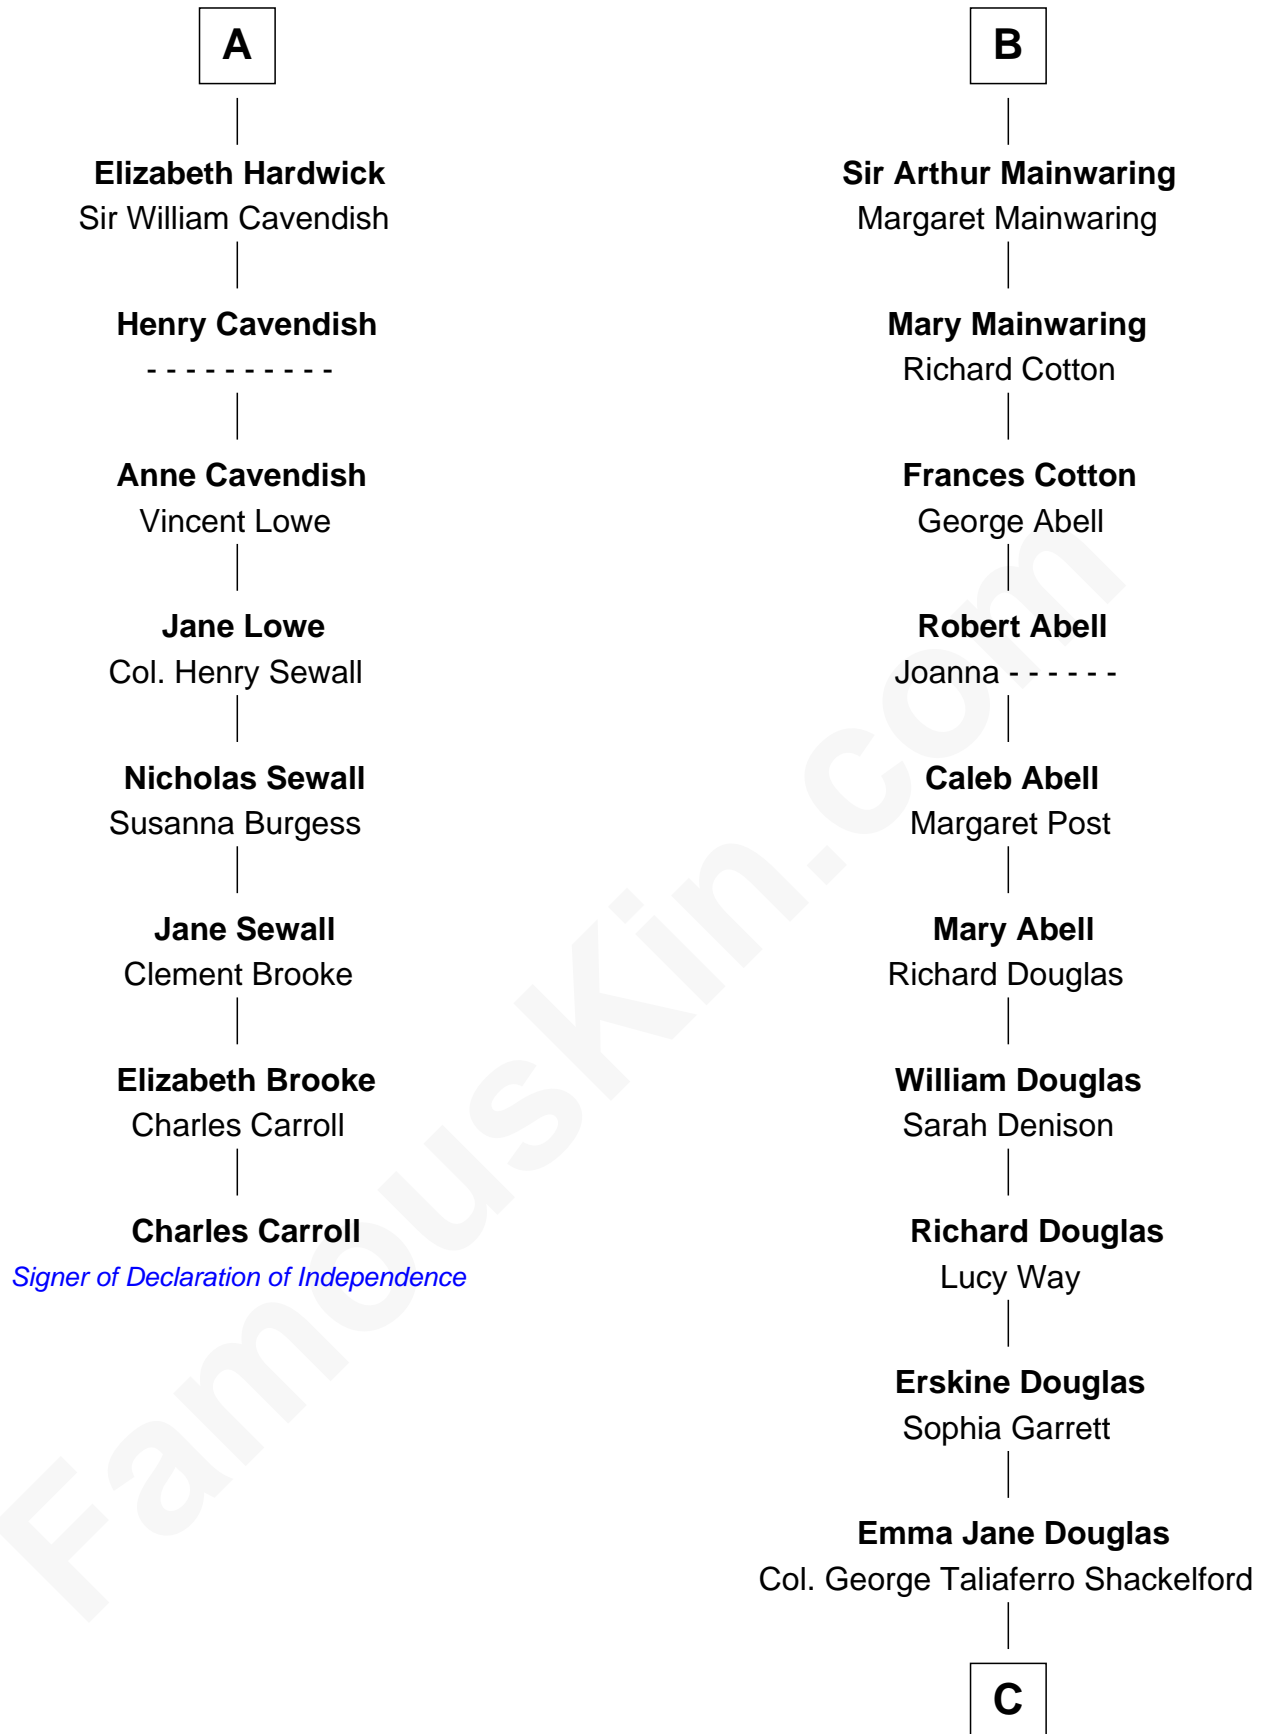 A
Elizabeth Hardwick
Sir William Cavendish
Henry Cavendish
- - - - - - - - - -
Anne Cavendish
Vincent Lowe
Jane Lowe
Col. Henry Sewall
Nicholas Sewall
Susanna Burgess
Jane Sewall
Clement Brooke
Elizabeth Brooke
Charles Carroll
Charles Carroll
Signer of Declaration of Independence
B
Sir Arthur Mainwaring
Margaret Mainwaring
Mary Mainwaring
Richard Cotton
Frances Cotton
George Abell
Robert Abell
Joanna - - - - - -
Caleb Abell
Margaret Post
Mary Abell
Richard Douglas
William Douglas
Sarah Denison
Richard Douglas
Lucy Way
Erskine Douglas
Sophia Garrett
Emma Jane Douglas
Col. George Taliaferro Shackelford
C
FamousKin.com